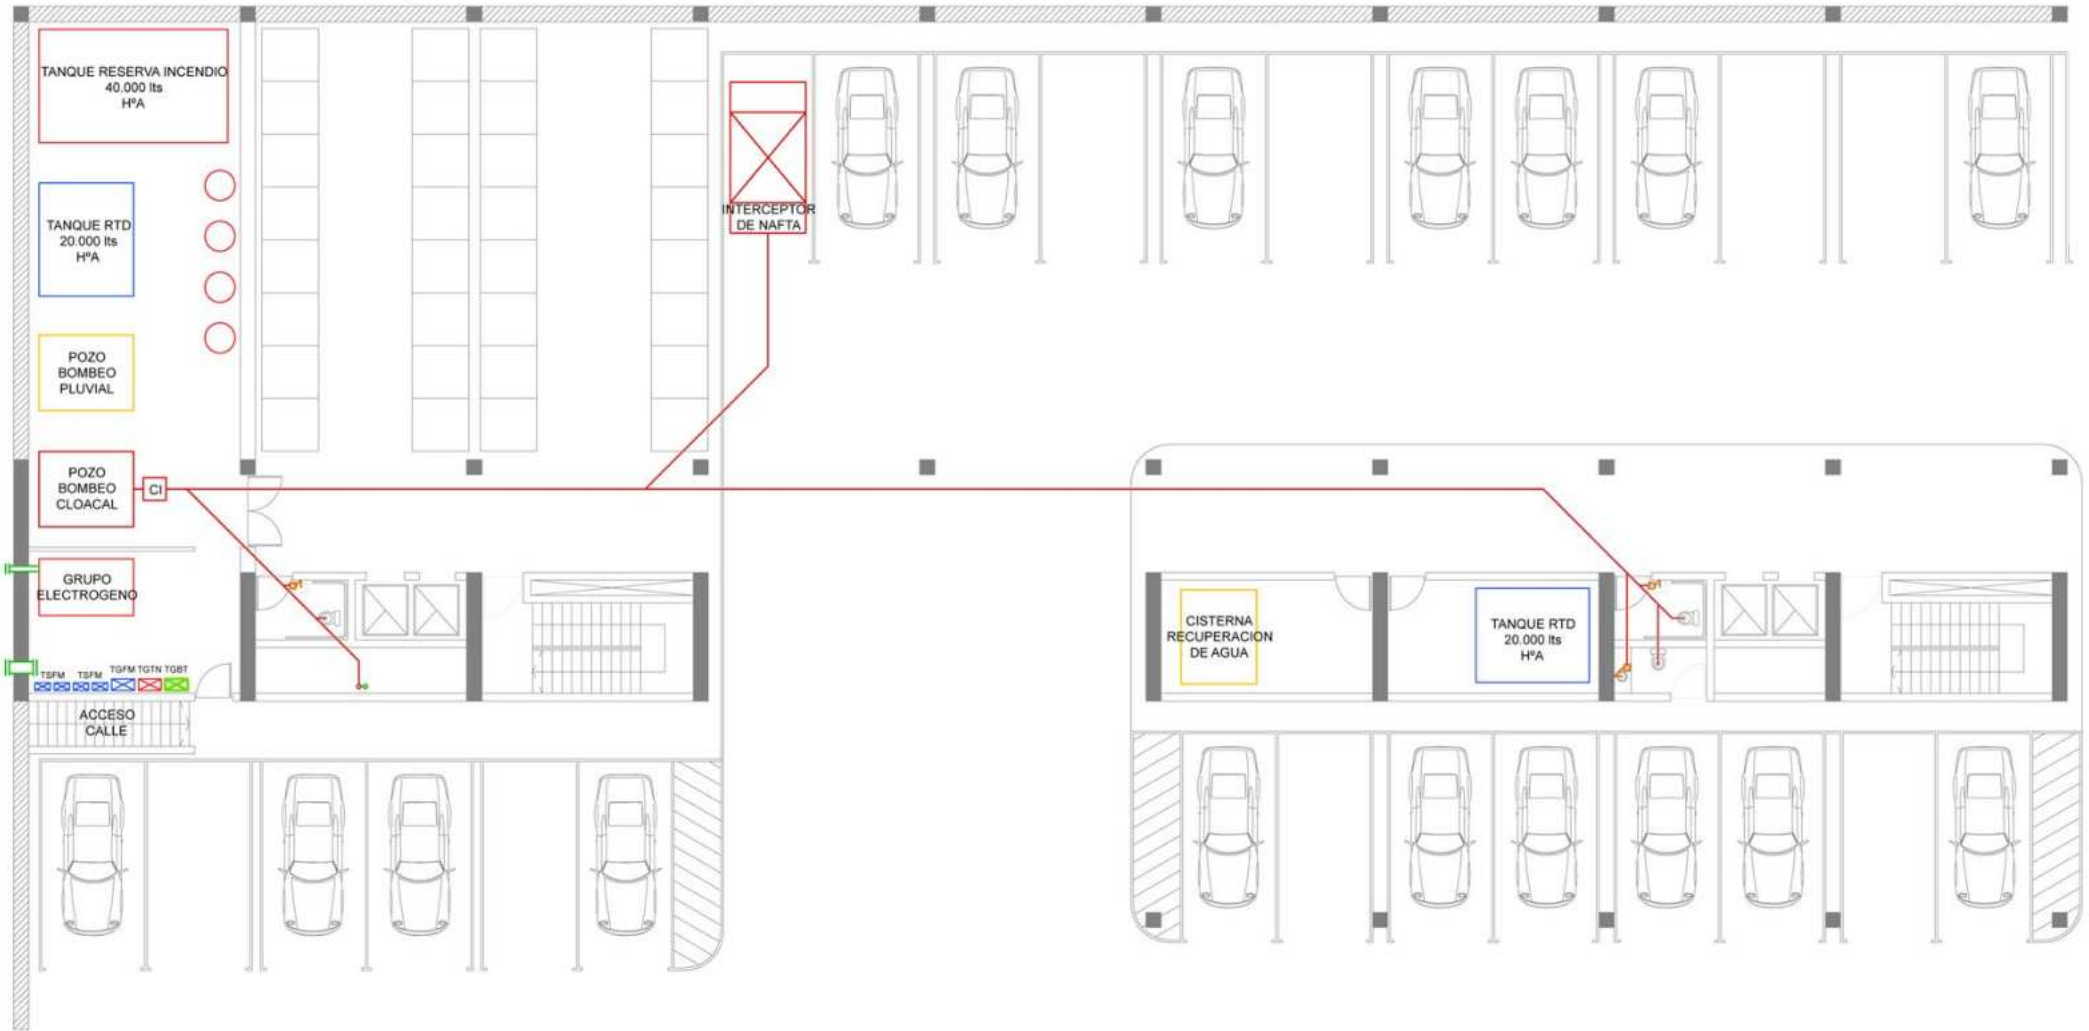 TANQUE RESERVA INCENDIO
40.000 lts
HºA
INTERCEPTOR
DE NAFTA
TANQUE RTD
20.000 lts
HºA
POZO
BOMBEO
PLUVIAL
POZO
BOMBEO
CLOACAL
CI
GRUPO
ELECTROGENO
CISTERNA
RECUPERACION
DE AGUA
TANQUE RTD
20.000 lts
HºA
TSFM TSFM TGFM TGTN TGBT
ACCESO
CALLE